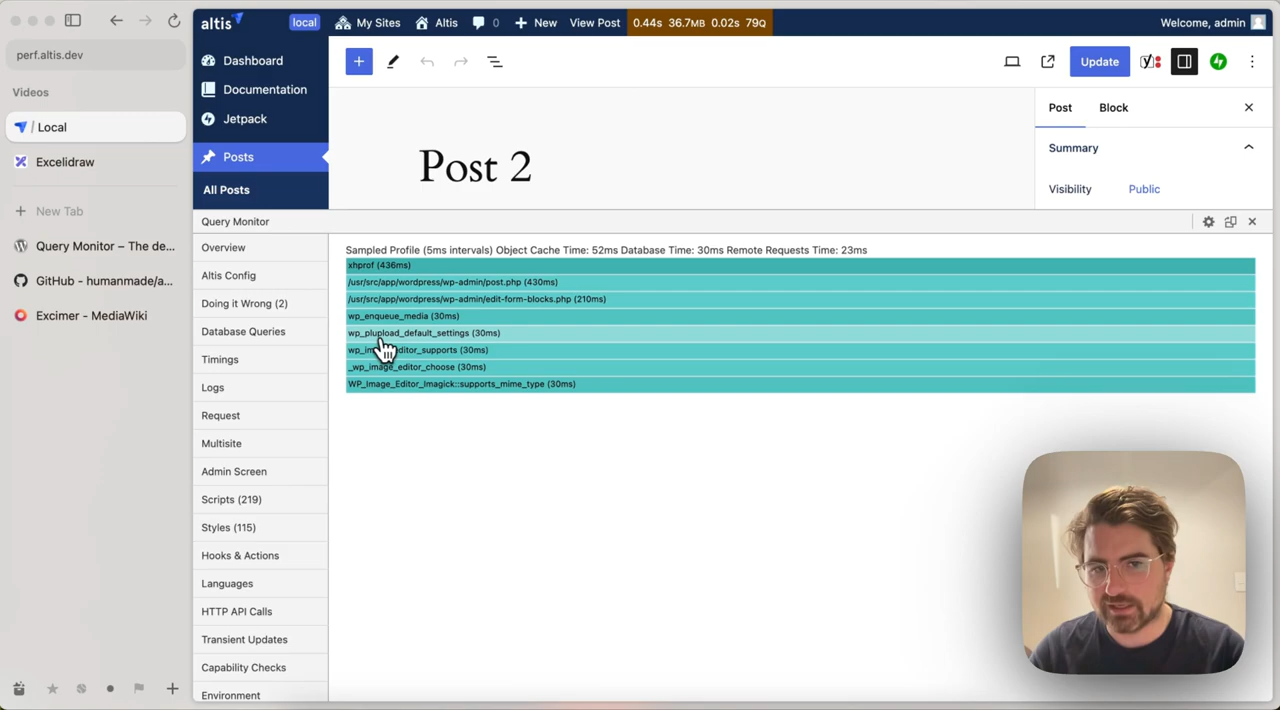 altis
local
My Sites
Altis
0
New
View Post
0.44s 36.7MB 0.02s 79Q
Welcome, admin
perf.altis.dev
Videos
/ Local
Excelidraw
New Tab
Query Monitor – The de...
GitHub - humanmade/a...
Excimer - MediaWiki
Dashboard
Documentation
Jetpack
Posts
All Posts
Update
Post 2
Post
Block
Summary
Visibility
Public
Query Monitor
Overview
Altis Config
Doing it Wrong (2)
Database Queries
Timings
Logs
Request
Multisite
Admin Screen
Scripts (219)
Styles (115)
Hooks & Actions
Languages
HTTP API Calls
Transient Updates
Capability Checks
Environment
Sampled Profile (5ms intervals) Object Cache Time: 52ms Database Time: 30ms Remote Requests Time: 23ms
xhprof (436ms)
/usr/src/app/wordpress/wp-admin/post.php (430ms)
/usr/src/app/wordpress/wp-admin/edit-form-blocks.php (210ms)
wp_enqueue_media (30ms)
wp_plupload_default_settings (30ms)
wp_image_editor_supports (30ms)
_wp_image_editor_choose (30ms)
WP_Image_Editor_Imagick::supports_mime_type (30ms)